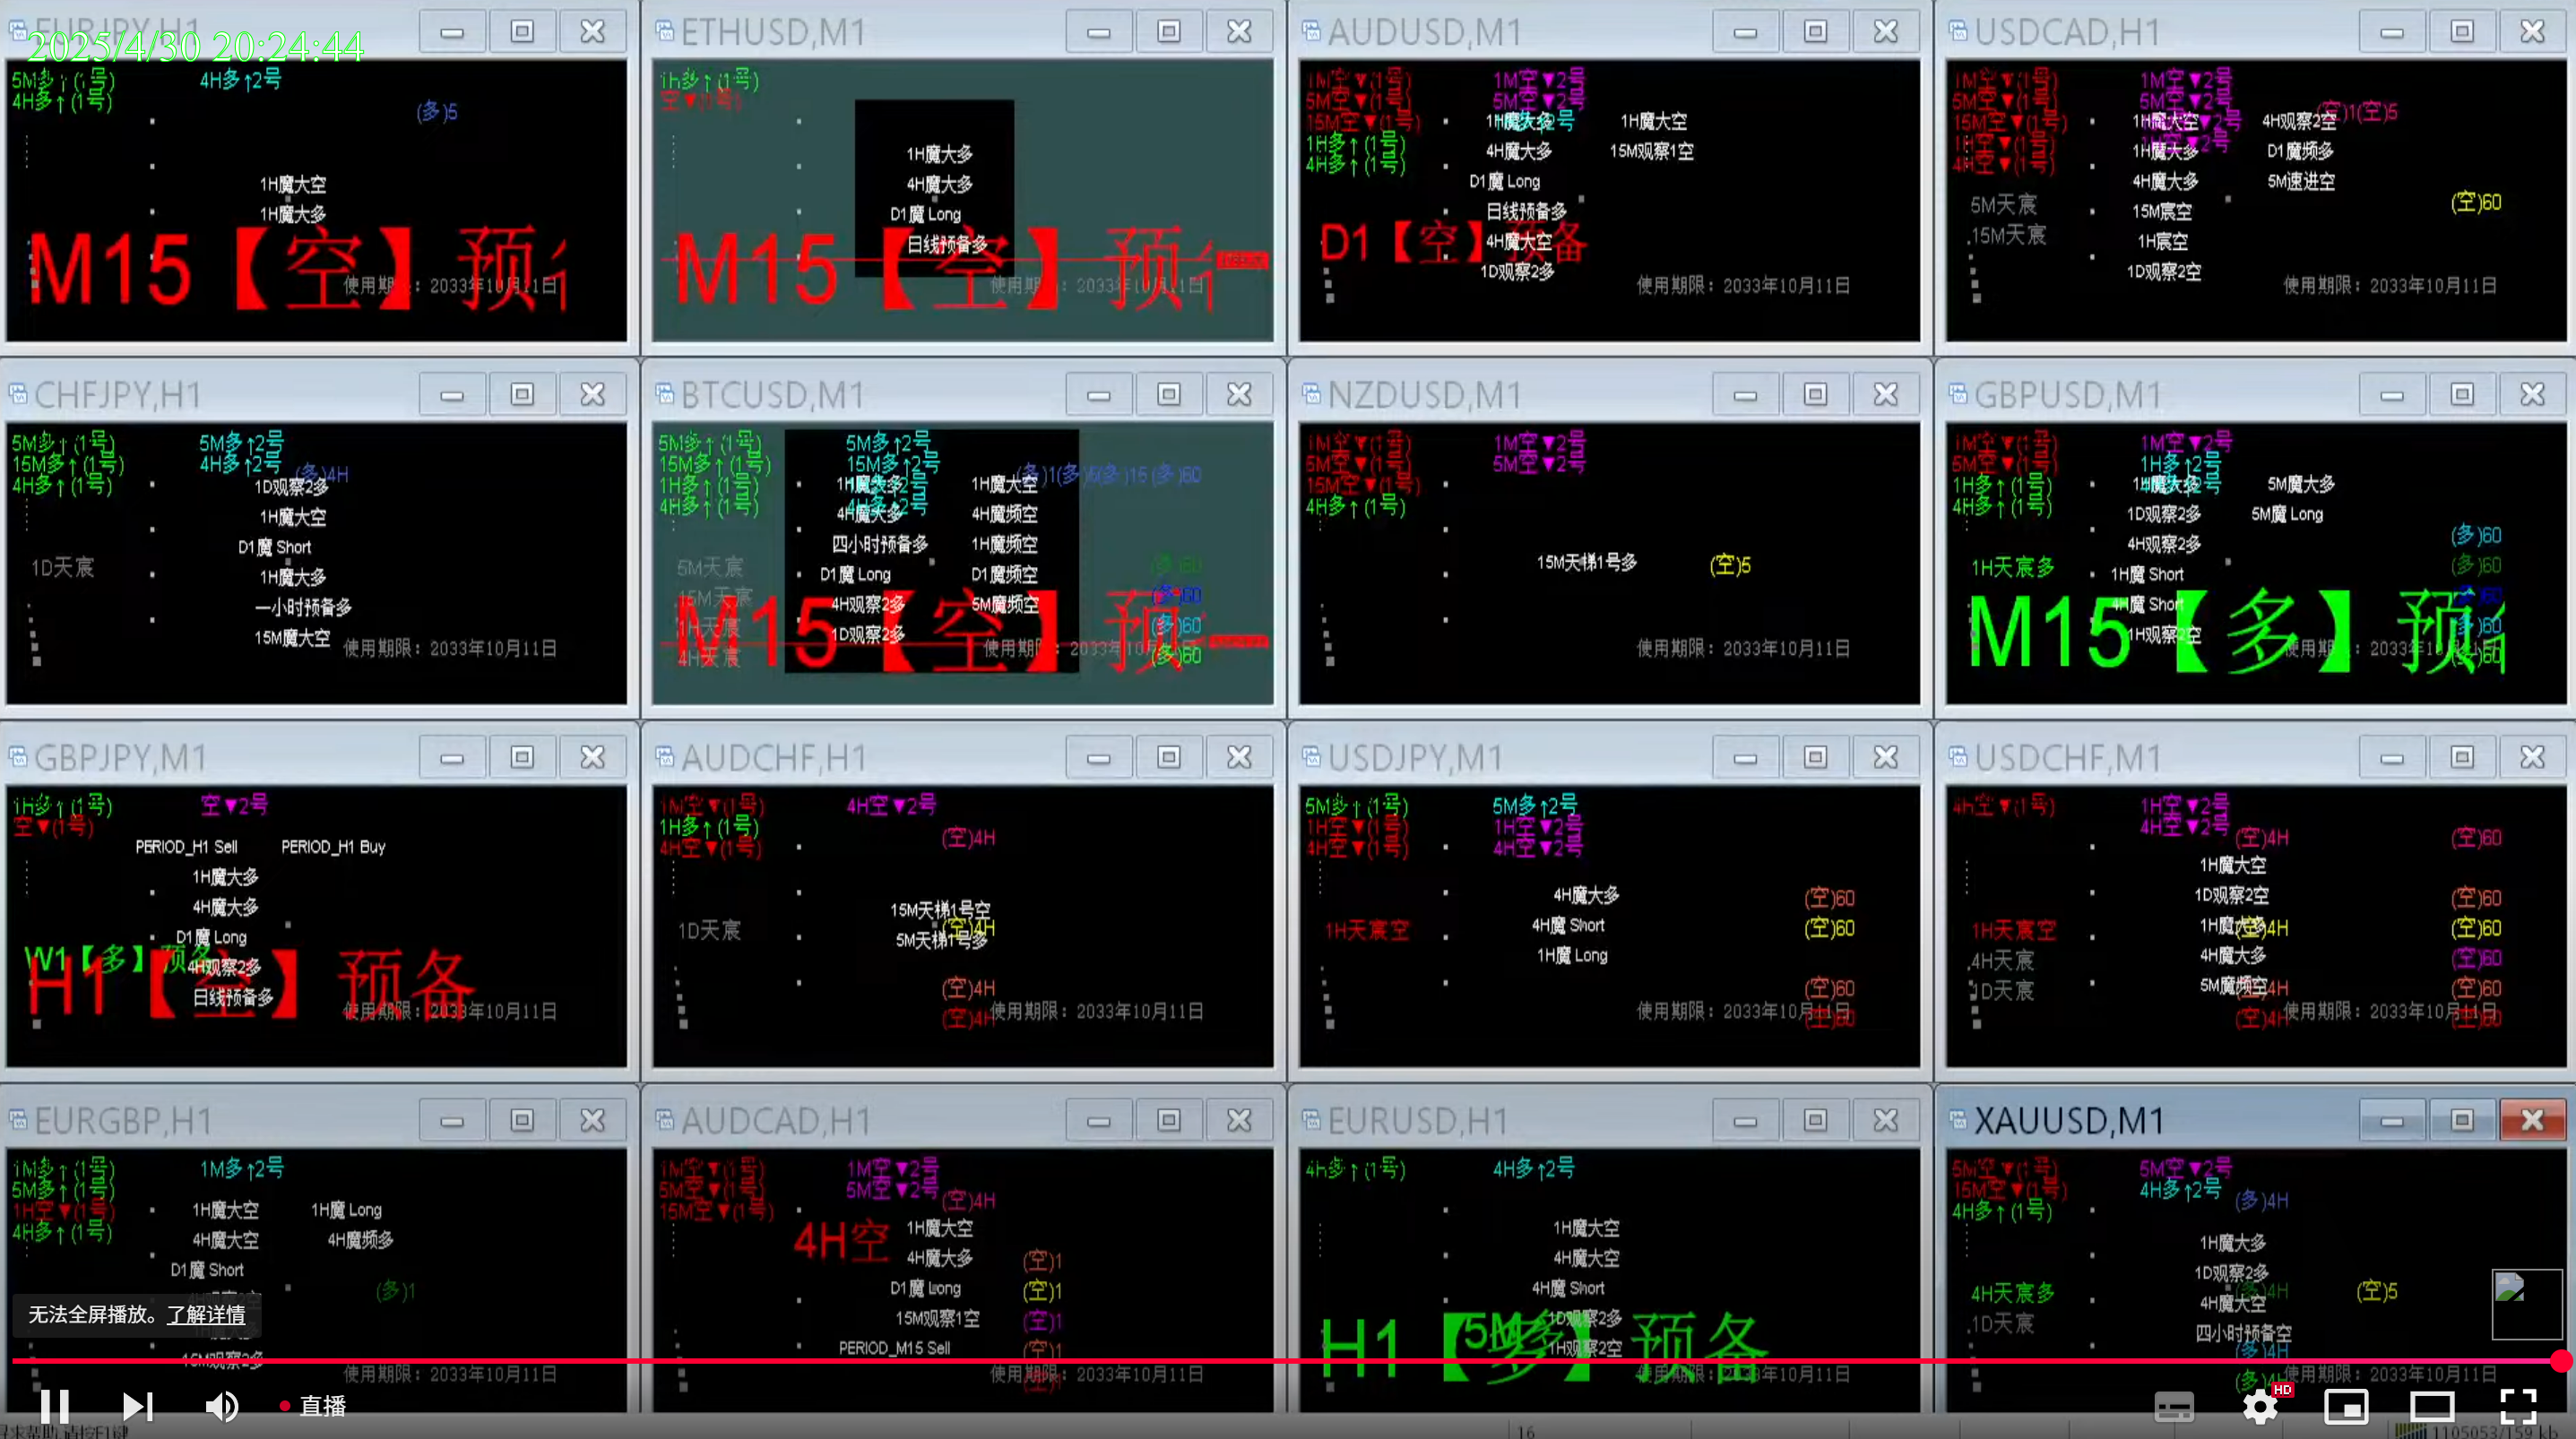 EURJPY,H1
2025/4/30 20:24:44
5M多↑(1号)
4H多↑(1号)
4H多↑2号
(多)5
1H魔大空
1H魔大多
M15【空】预
使用期 : 2033年10月11日
ETHUSD,M1
1h多↑(1号)
空▼(1号)
1H魔大多
4H魔大多
D1魔 Long
日线预备多
M15【空】预
AUDUSD,M1
1M空▼(1号)
5M空▼(1号)
15M空▼(1号)
1H多↑(1号)
4H多↑(1号)
1M空▼2号
5M空▼2号
1H魔大多
4H魔大多
D1魔 Long
日线预备多
4H魔大空
1D观察2多
1H魔大空
15M观察1空
D1【空】预备
使用期限: 2033年10月11日
USDCAD,H1
1M空▼(1号)
5M空▼(1号)
15M空▼(1号)
1H空▼(1号)
4H空▼(1号)
1M空▼2号
5M空▼2号
(空)1(空)5
1H魔大空
1H魔大多
4H魔大多
15M宸空
1H宸空
1D观察2空
4H观察2空
D1魔频多
5M速进空
5M天宸
15M天宸
(空)60
使用期限: 2033年10月11日
CHFJPY,H1
5M多↑(1号)
15M多↑(1号)
4H多↑(1号)
5M多↑2号
4H多↑2号
(多)4H
1D观察2多
1H魔大空
D1魔 Short
1H魔大多
一小时预备多
15M魔大空
1D天宸
使用期限: 2033年10月11日
BTCUSD,M1
5M多↑(1号)
15M多↑(1号)
1H多↑(1号)
4H多↑(1号)
5M多↑2号
15M多↑2号
1H魔大多
4H魔大多
四小时预备多
D1魔 Long
4H观察2多
1D观察2多
1H魔大空
4H魔频空
1H魔频空
D1魔频空
5M魔频空
5M天宸
15M天宸
1H天宸
4H天宸
M15【空】预
(多)60
(多)60
(多)60
(多)60
NZDUSD,M1
1M空▼(1号)
5M空▼(1号)
15M空▼(1号)
4H多↑(1号)
1M空▼2号
5M空▼2号
15M天梯1号多
(空)5
使用期限: 2033年10月11日
GBPUSD,M1
1M空▼(1号)
5M空▼(1号)
1H多↑(1号)
4H多↑(1号)
1M空▼2号
1H多↑2号
1H魔大多
1D观察2多
4H观察2多
1H魔 Short
4H魔 Short
1H观察2空
5M魔大多
5M魔 Long
1H天宸多
M15【多】预
(多)60
(多)60
(多)60
(多)60
(多)60
GBPJPY,M1
1H多↑(1号)
空▼(1号)
空▼2号
PERIOD_H1 Sell
PERIOD_H1 Buy
1H魔大多
4H魔大多
D1魔 Long
4H观察2多
日线预备多
W1【多】预备
H1【空】预备
使用期限: 2033年10月11日
AUDCHF,H1
1M空▼(1号)
1H多↑(1号)
4H空▼(1号)
4H空▼2号
(空)4H
15M天梯1号空
(空)4H
5M天梯1号多
1D天宸
(空)4H
(空)4H
使用期限: 2033年10月11日
USDJPY,M1
5M多↑(1号)
1H空▼(1号)
4H空▼(1号)
5M多↑2号
1H空▼2号
4H空▼2号
4H魔大多
4H魔 Short
1H魔 Long
1H天宸空
(空)60
(空)60
(空)60
(空)60
使用期限: 2033年10月11日
USDCHF,M1
4h空▼(1号)
1H空▼2号
4H空▼2号
(空)4H
(空)60
1H魔大空
1D观察2空
1H魔大多
4H魔大多
5M魔频空
1H天宸空
4H天宸
1D天宸
(空)60
(空)60
(空)60
(空)60
(空)60
(空)4H
使用期限: 2033年10月11日
EURGBP,H1
1M多↑(1号)
5M多↑(1号)
1H空▼(1号)
4H多↑(1号)
1M多↑2号
1H魔大空
4H魔大空
D1魔 Short
1H魔 Long
4H魔频多
(多)1
15M观察2多
使用期限: 2033年10月11日
无法全屏播放。了解详情
AUDCAD,H1
1M空▼(1号)
5M空▼(1号)
15M空▼(1号)
1M空▼2号
5M空▼2号
(空)4H
4H空
1H魔大空
4H魔大多
D1魔 Long
15M观察1空
PERIOD_M15 Sell
(空)1
(空)1
(空)1
(空)1
使用期限: 2033年10月11日
EURUSD,H1
4h多↑(1号)
4H多↑2号
1H魔大空
4H魔大空
4H魔 Short
1D观察2多
1H观察2空
H1【多】预备
5M多
使用期限: 2033年10月11日
XAUUSD,M1
5M空▼(1号)
15M空▼(1号)
4H多↑(1号)
5M空▼2号
4H多↑2号
(多)4H
1H魔大多
1D观察2多
4H魔大空
四小时预备空
4H天宸多
1D天宸
(空)5
(多)4H
使用期限: 2033年10月11日
直播
HD
16
1105053/159 kb